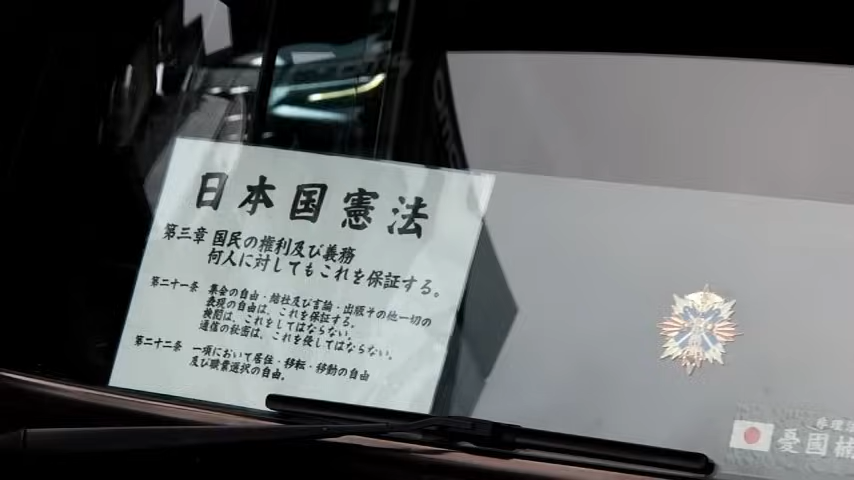 日本国憲法
第三章 国民の権利及び義務
何人に対してもこれを保証する。
第二十一条 集会の自由・結社及び言論・出版その他一切の
表現の自由は、これを保証する。
検閲は、これをしてはならない。
通信の秘密は、これを侵してはならない。
第二十二条 一項において居住・移転・移動の自由
及び職業選択の自由。
憂國